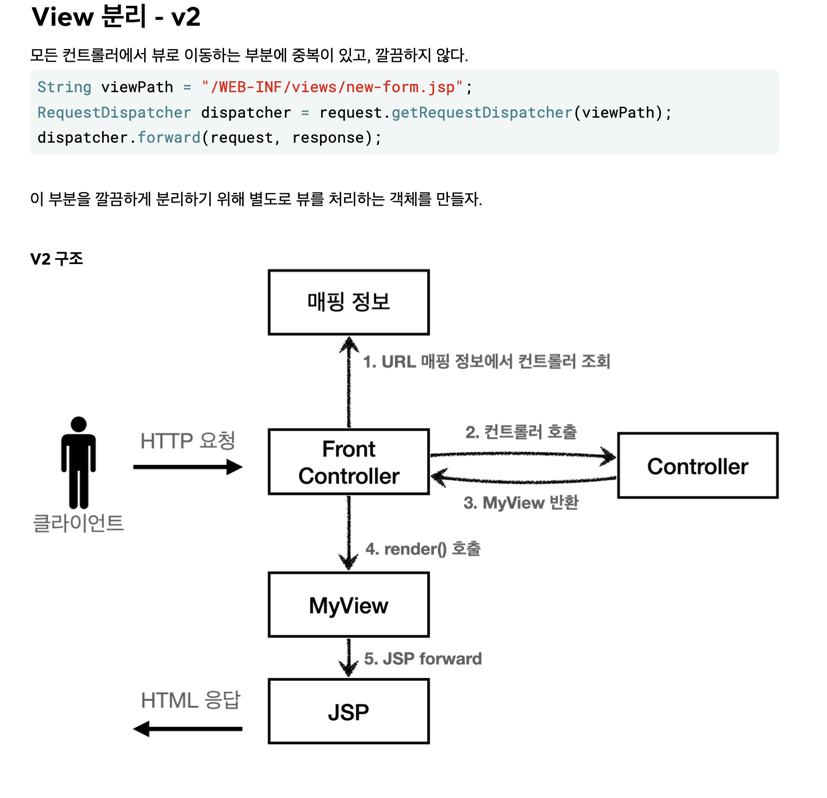 View 분리 - v2
모든 컨트롤러에서 뷰로 이동하는 부분에 중복이 있고, 깔끔하지 않다.
String viewPath = "/WEB-INF/views/new-form.jsp";
RequestDispatcher dispatcher = request.getRequestDispatcher(viewPath);
dispatcher.forward(request, response);
이 부분을 깔끔하게 분리하기 위해 별도로 뷰를 처리하는 객체를 만들자.
V2 구조
매핑 정보
1. URL 매핑 정보에서 컨트롤러 조회
HTTP 요청
Front
Controller
2. 컨트롤러 호출
Controller
3. MyView 반환
클라이언트
4. render() 호출
MyView
5. JSP forward
HTML 응답
JSP